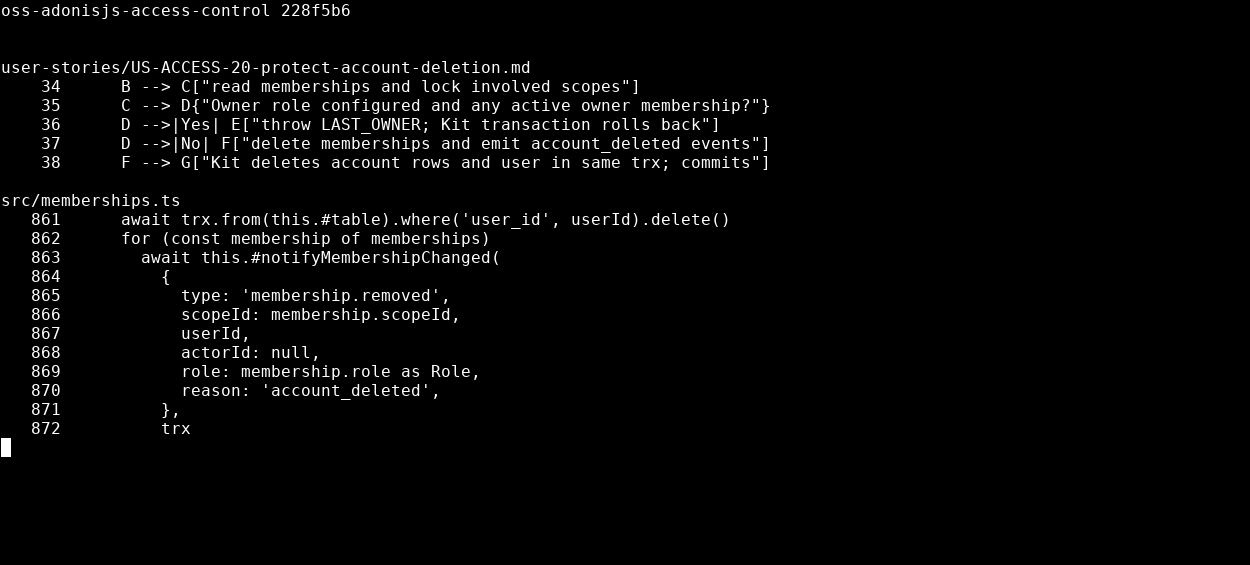 oss-adonisjs-access-control 228f5b6
user-stories/US-ACCESS-20-protect-account-deletion.md
34      B --> C["read memberships and lock involved scopes"]
35      C --> D{"Owner role configured and any active owner membership?"}
36      D -->|Yes| E["throw LAST_OWNER; Kit transaction rolls back"]
37      D -->|No| F["delete memberships and emit account_deleted events"]
38      F --> G["Kit deletes account rows and user in same trx; commits"]
src/memberships.ts
861      await trx.from(this.#table).where('user_id', userId).delete()
862      for (const membership of memberships)
863        await this.#notifyMembershipChanged(
864          {
865            type: 'membership.removed',
866            scopeId: membership.scopeId,
867            userId,
868            actorId: null,
869            role: membership.role as Role,
870            reason: 'account_deleted',
871          },
872          trx